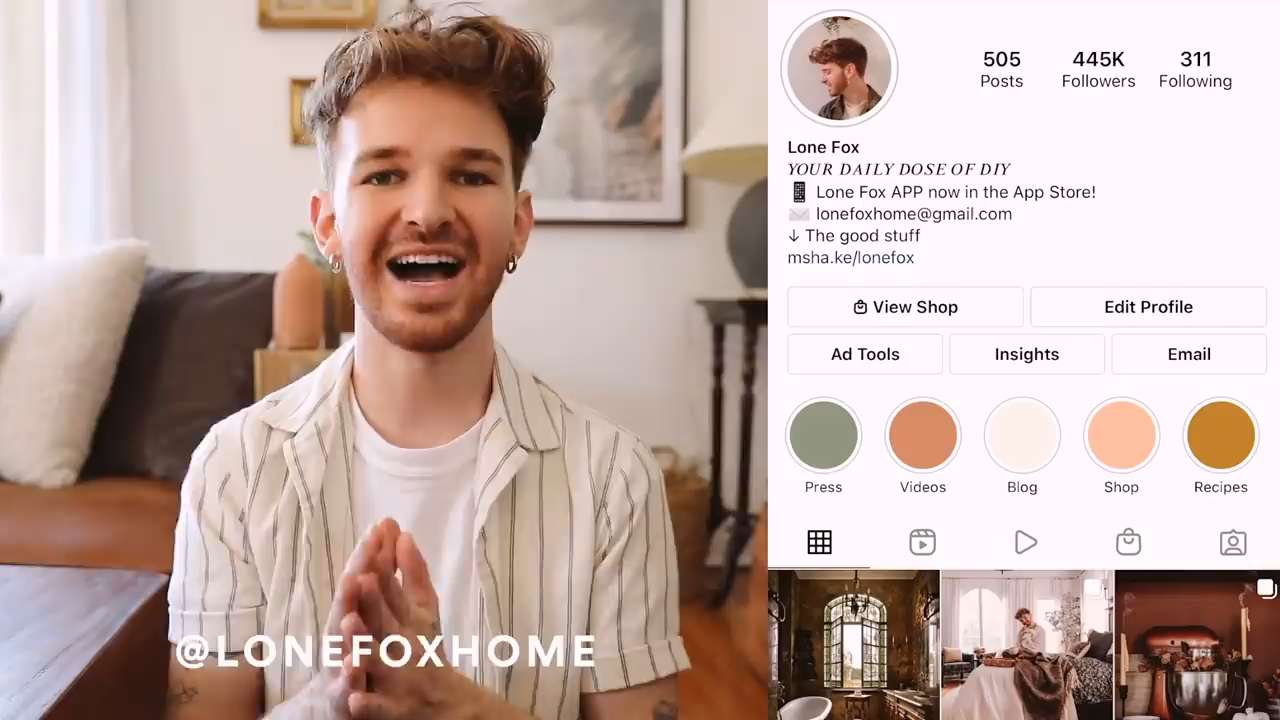 @LONEFOXHOME
505 445K 311
Posts Followers Following
Lone Fox
YOUR DAILY DOSE OF DIY
Lone Fox APP now in the App Store!
lonefoxhome@gmail.com
↓ The good stuff
msha.ke/lonefox
View Shop Edit Profile
Ad Tools Insights Email
Press Videos Blog Shop Recipes